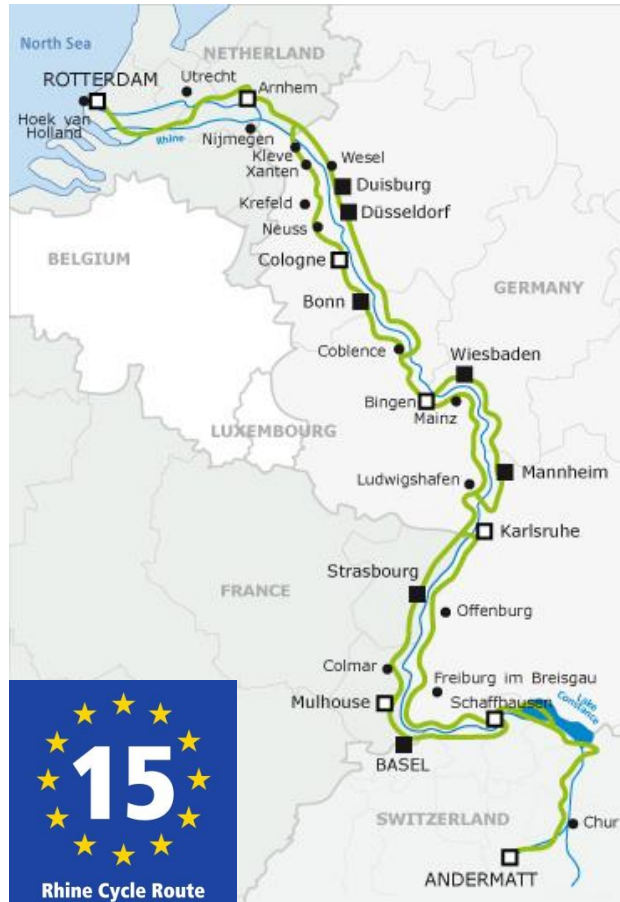 North Sea
NETHERLAND
ROTTERDAM
Utrecht
Arnhem
Hoek van
Holland
Rhine
Nijmegen
Kleve
Xanten
Wesel
Duisburg
Krefeld
Düsseldorf
Neuss
BELGIUM
Cologne
GERMANY
Bonn
Coblence
Wiesbaden
Bingen
Mainz
LUXEMBOURG
Ludwigshafen
Mannheim
Karlsruhe
Strasbourg
FRANCE
Offenburg
Colmar
Freiburg im Breisgau
Mulhouse
Schaffhausen
Lake
Constance
BASEL
15
SWITZERLAND
Chur
ANDERMATT
Rhine Cycle Route